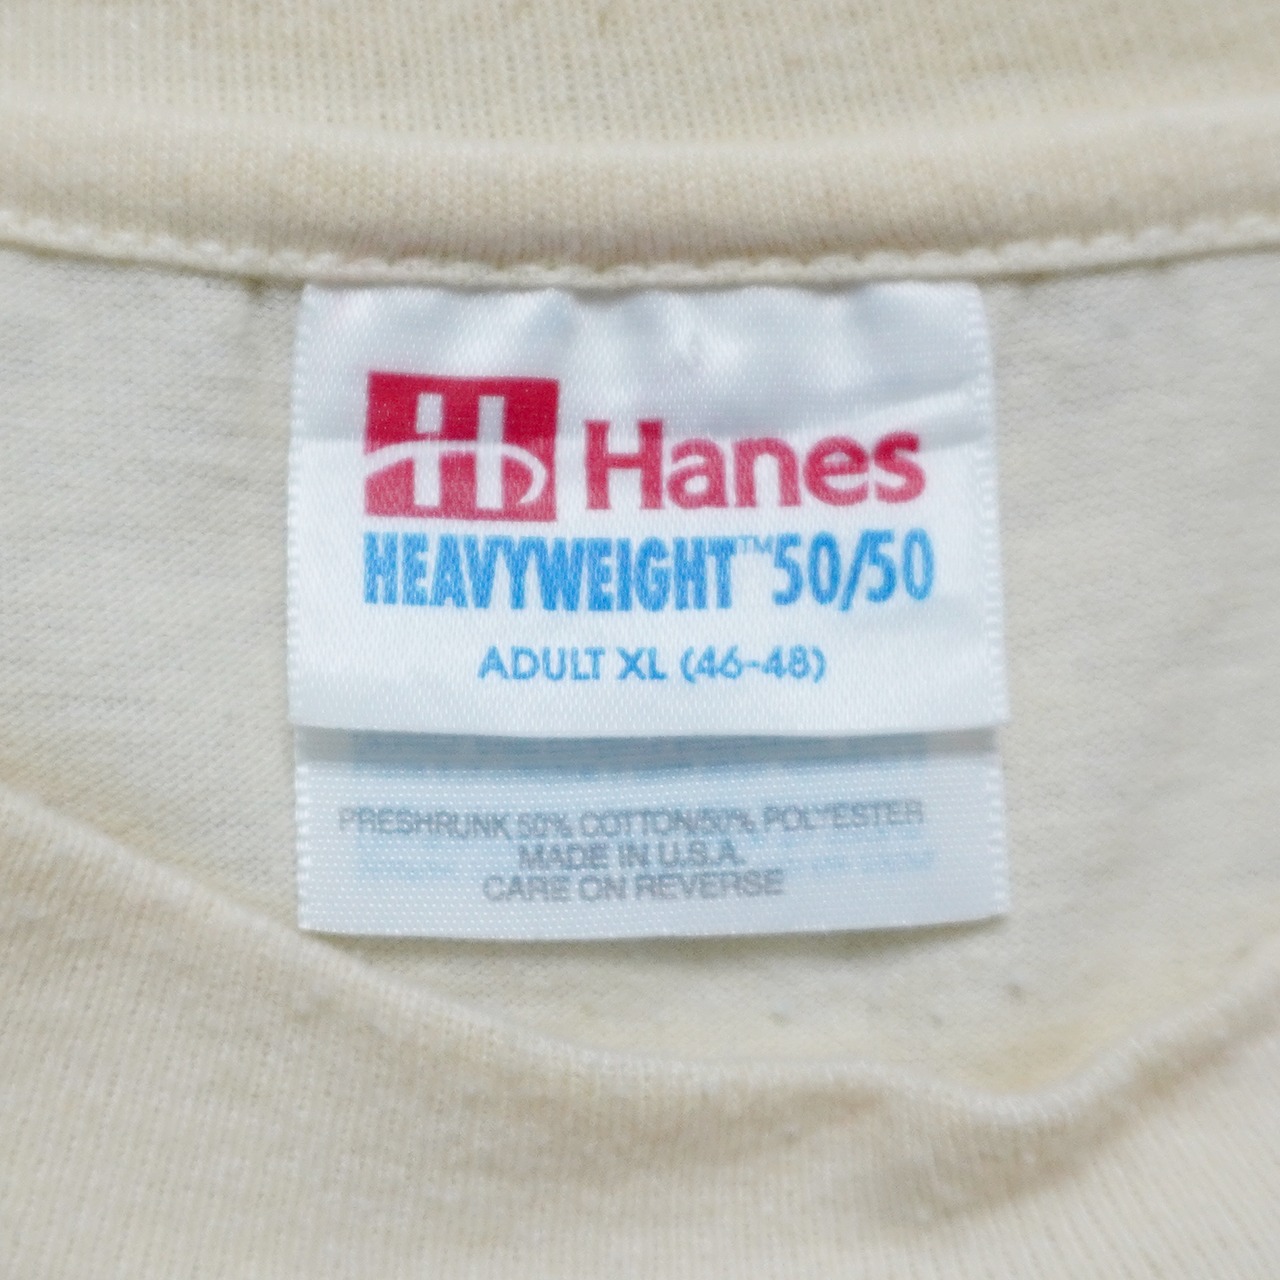 H Hanes
HEAVYWEIGHT™50/50
ADULT XL (46-48)
PRESHRUNK 50% COTTON/50% POLYESTER
MADE IN U.S.A.
CARE ON REVERSE